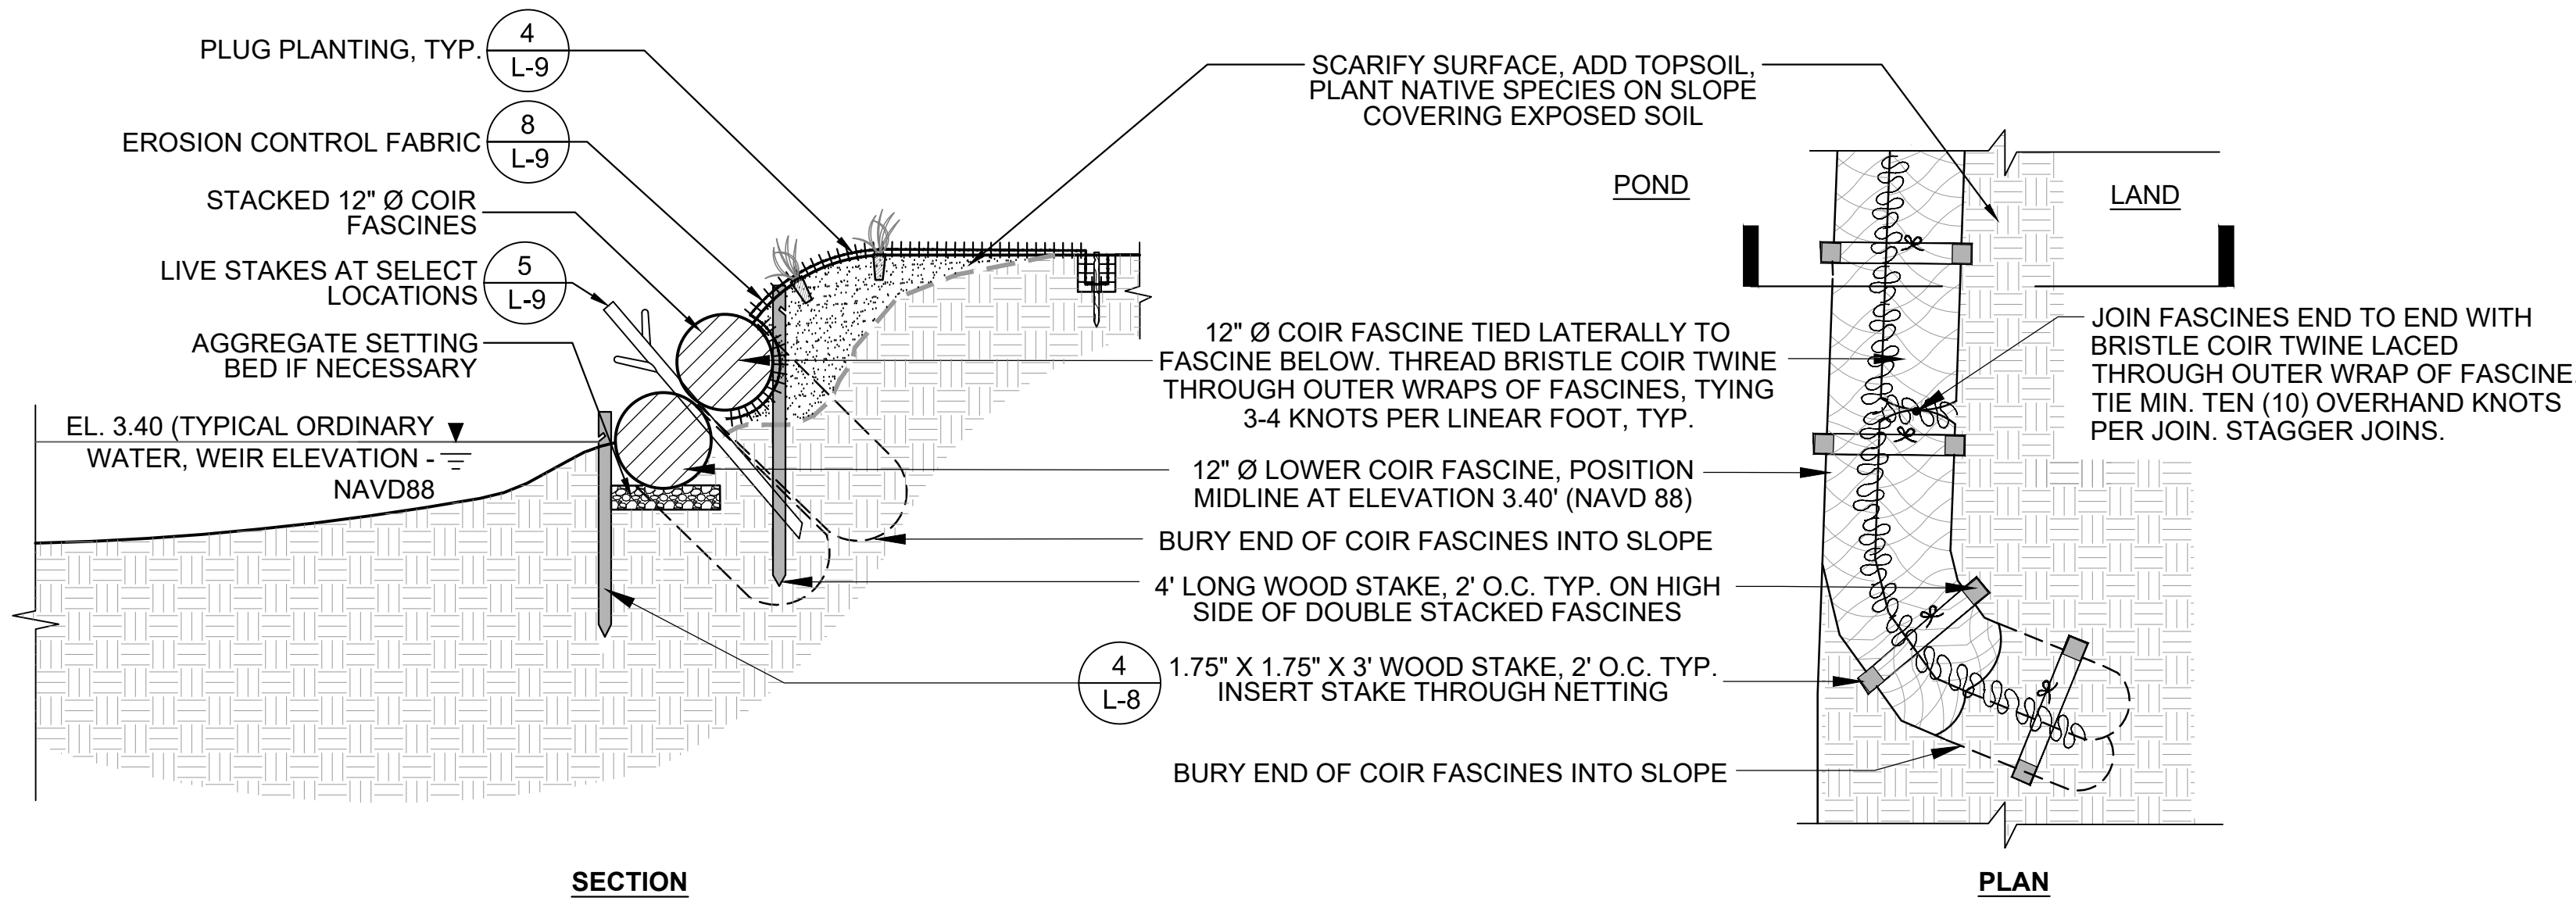 PLUG PLANTING, TYP.
4
L-9
EROSION CONTROL FABRIC
8
L-9
STACKED 12" Ø COIR
FASCINES
LIVE STAKES AT SELECT
LOCATIONS
5
L-9
AGGREGATE SETTING
BED IF NECESSARY
EL. 3.40 (TYPICAL ORDINARY
WATER, WEIR ELEVATION -
NAVD88
SCARIFY SURFACE, ADD TOPSOIL,
PLANT NATIVE SPECIES ON SLOPE
COVERING EXPOSED SOIL
POND
LAND
12" Ø COIR FASCINE TIED LATERALLY TO
FASCINE BELOW. THREAD BRISTLE COIR TWINE
THROUGH OUTER WRAPS OF FASCINES, TYING
3-4 KNOTS PER LINEAR FOOT, TYP.
12" Ø LOWER COIR FASCINE, POSITION
MIDLINE AT ELEVATION 3.40' (NAVD 88)
BURY END OF COIR FASCINES INTO SLOPE
4' LONG WOOD STAKE, 2' O.C. TYP. ON HIGH
SIDE OF DOUBLE STACKED FASCINES
4
L-8
1.75" X 1.75" X 3' WOOD STAKE, 2' O.C. TYP.
INSERT STAKE THROUGH NETTING
BURY END OF COIR FASCINES INTO SLOPE
JOIN FASCINES END TO END WITH
BRISTLE COIR TWINE LACED
THROUGH OUTER WRAP OF FASCINE
TIE MIN. TEN (10) OVERHAND KNOTS
PER JOIN. STAGGER JOINS.
SECTION
PLAN